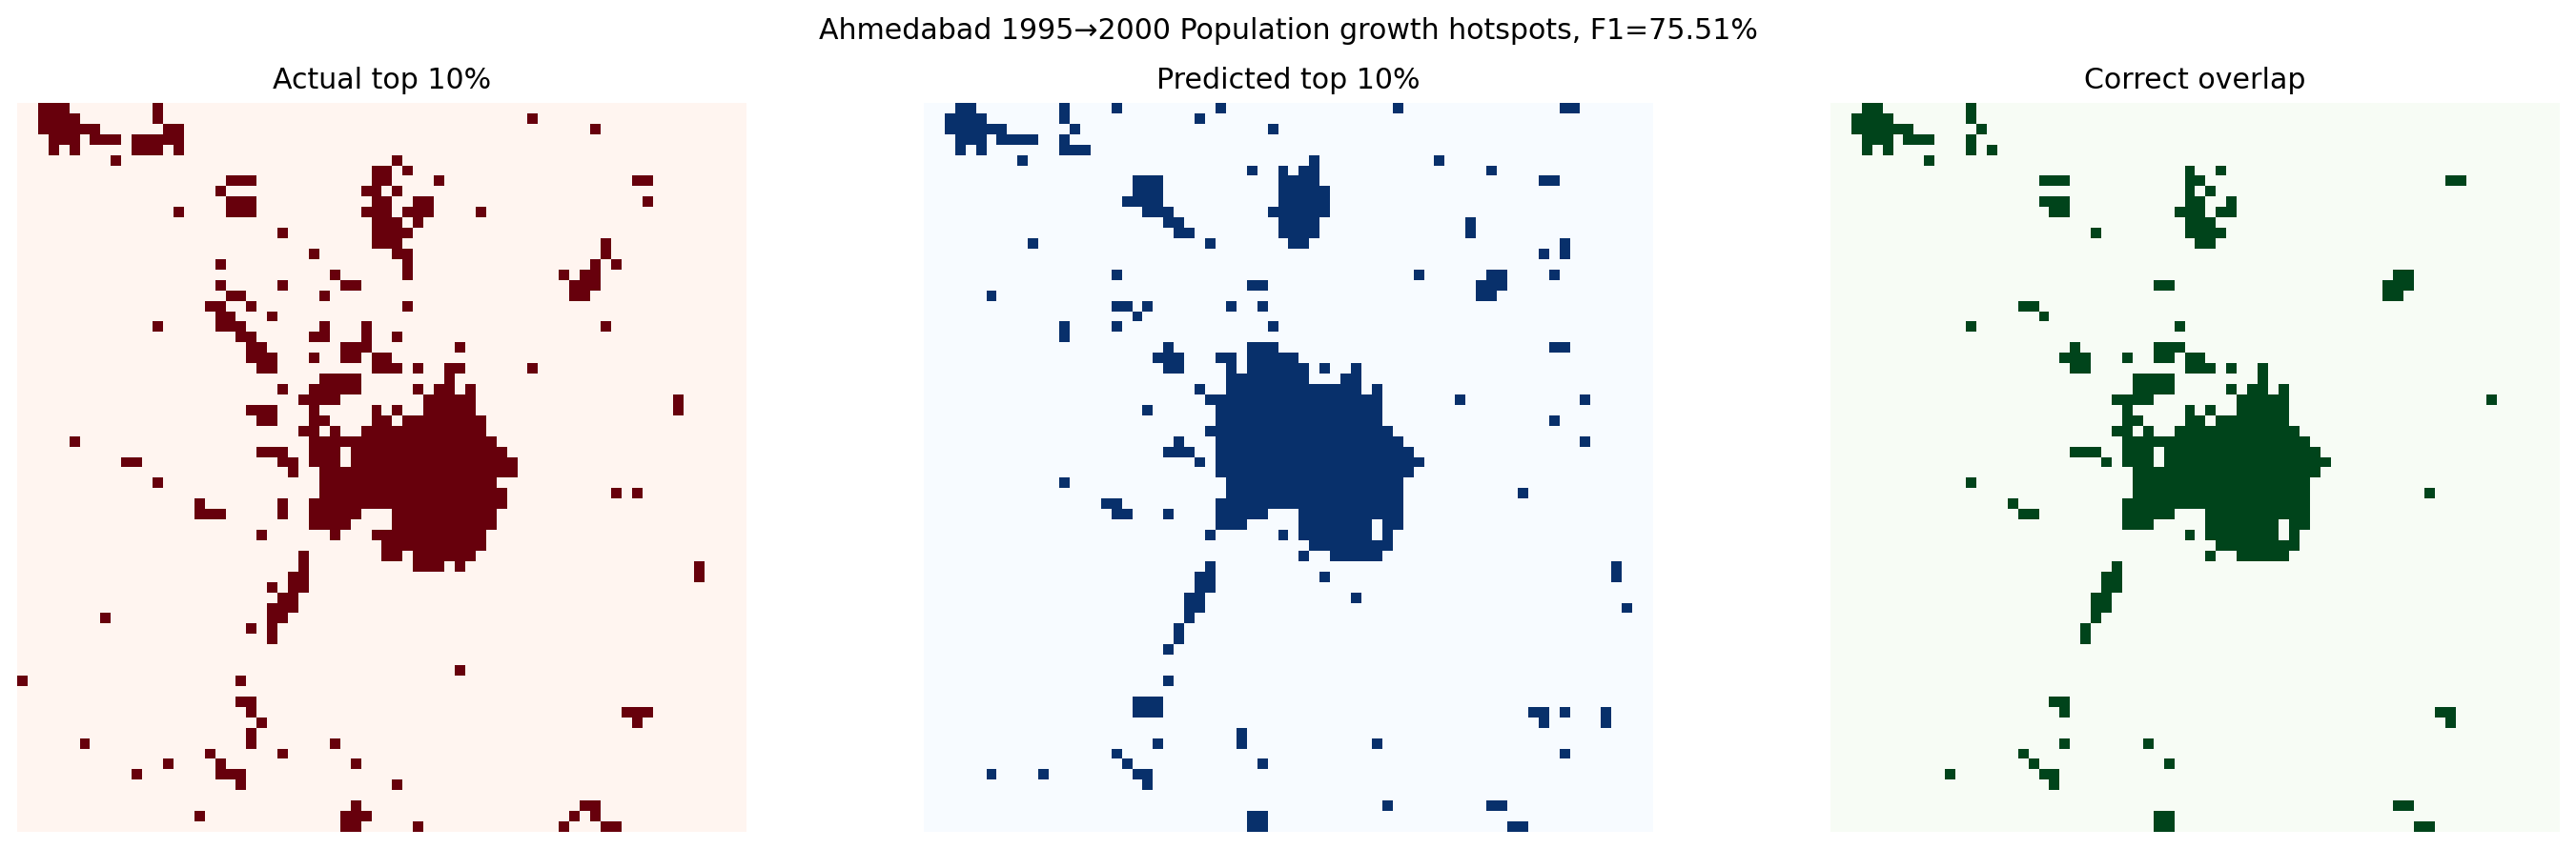 Ahmedabad 1995→2000 Population growth hotspots, F1=75.51%
Actual top 10%
Predicted top 10%
Correct overlap